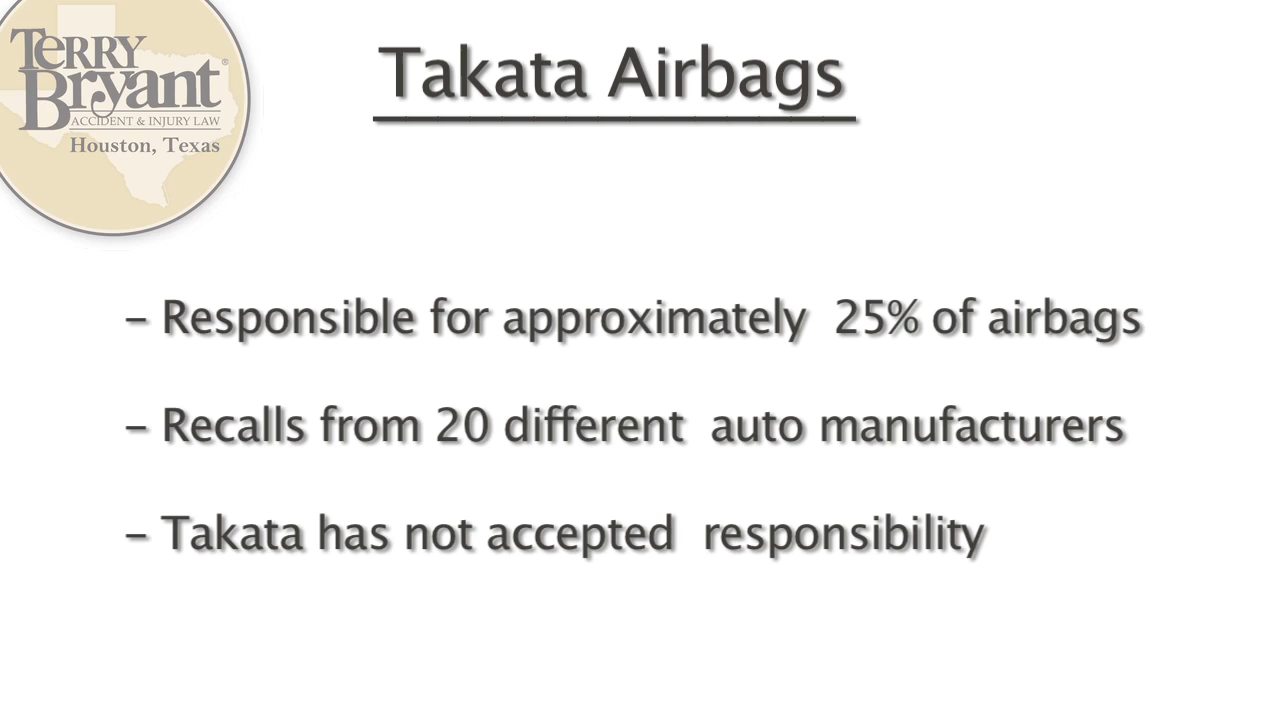 TERRY
Bryant®
ACCIDENT & INJURY LAW
Houston, Texas
Takata Airbags
– Responsible for approximately  25% of airbags
– Recalls from 20 different  auto manufacturers
– Takata has not accepted  responsibility